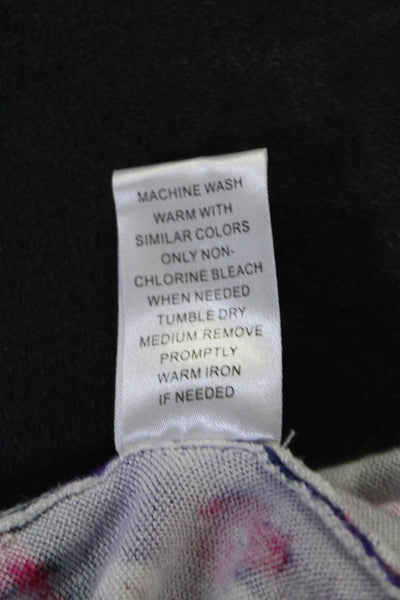 MACHINE WASH
WARM WITH
SIMILAR COLORS
ONLY NON-
CHLORINE BLEACH
WHEN NEEDED
TUMBLE DRY
MEDIUM.REMOVE
PROMPTLY
WARM IRON
IF NEEDED